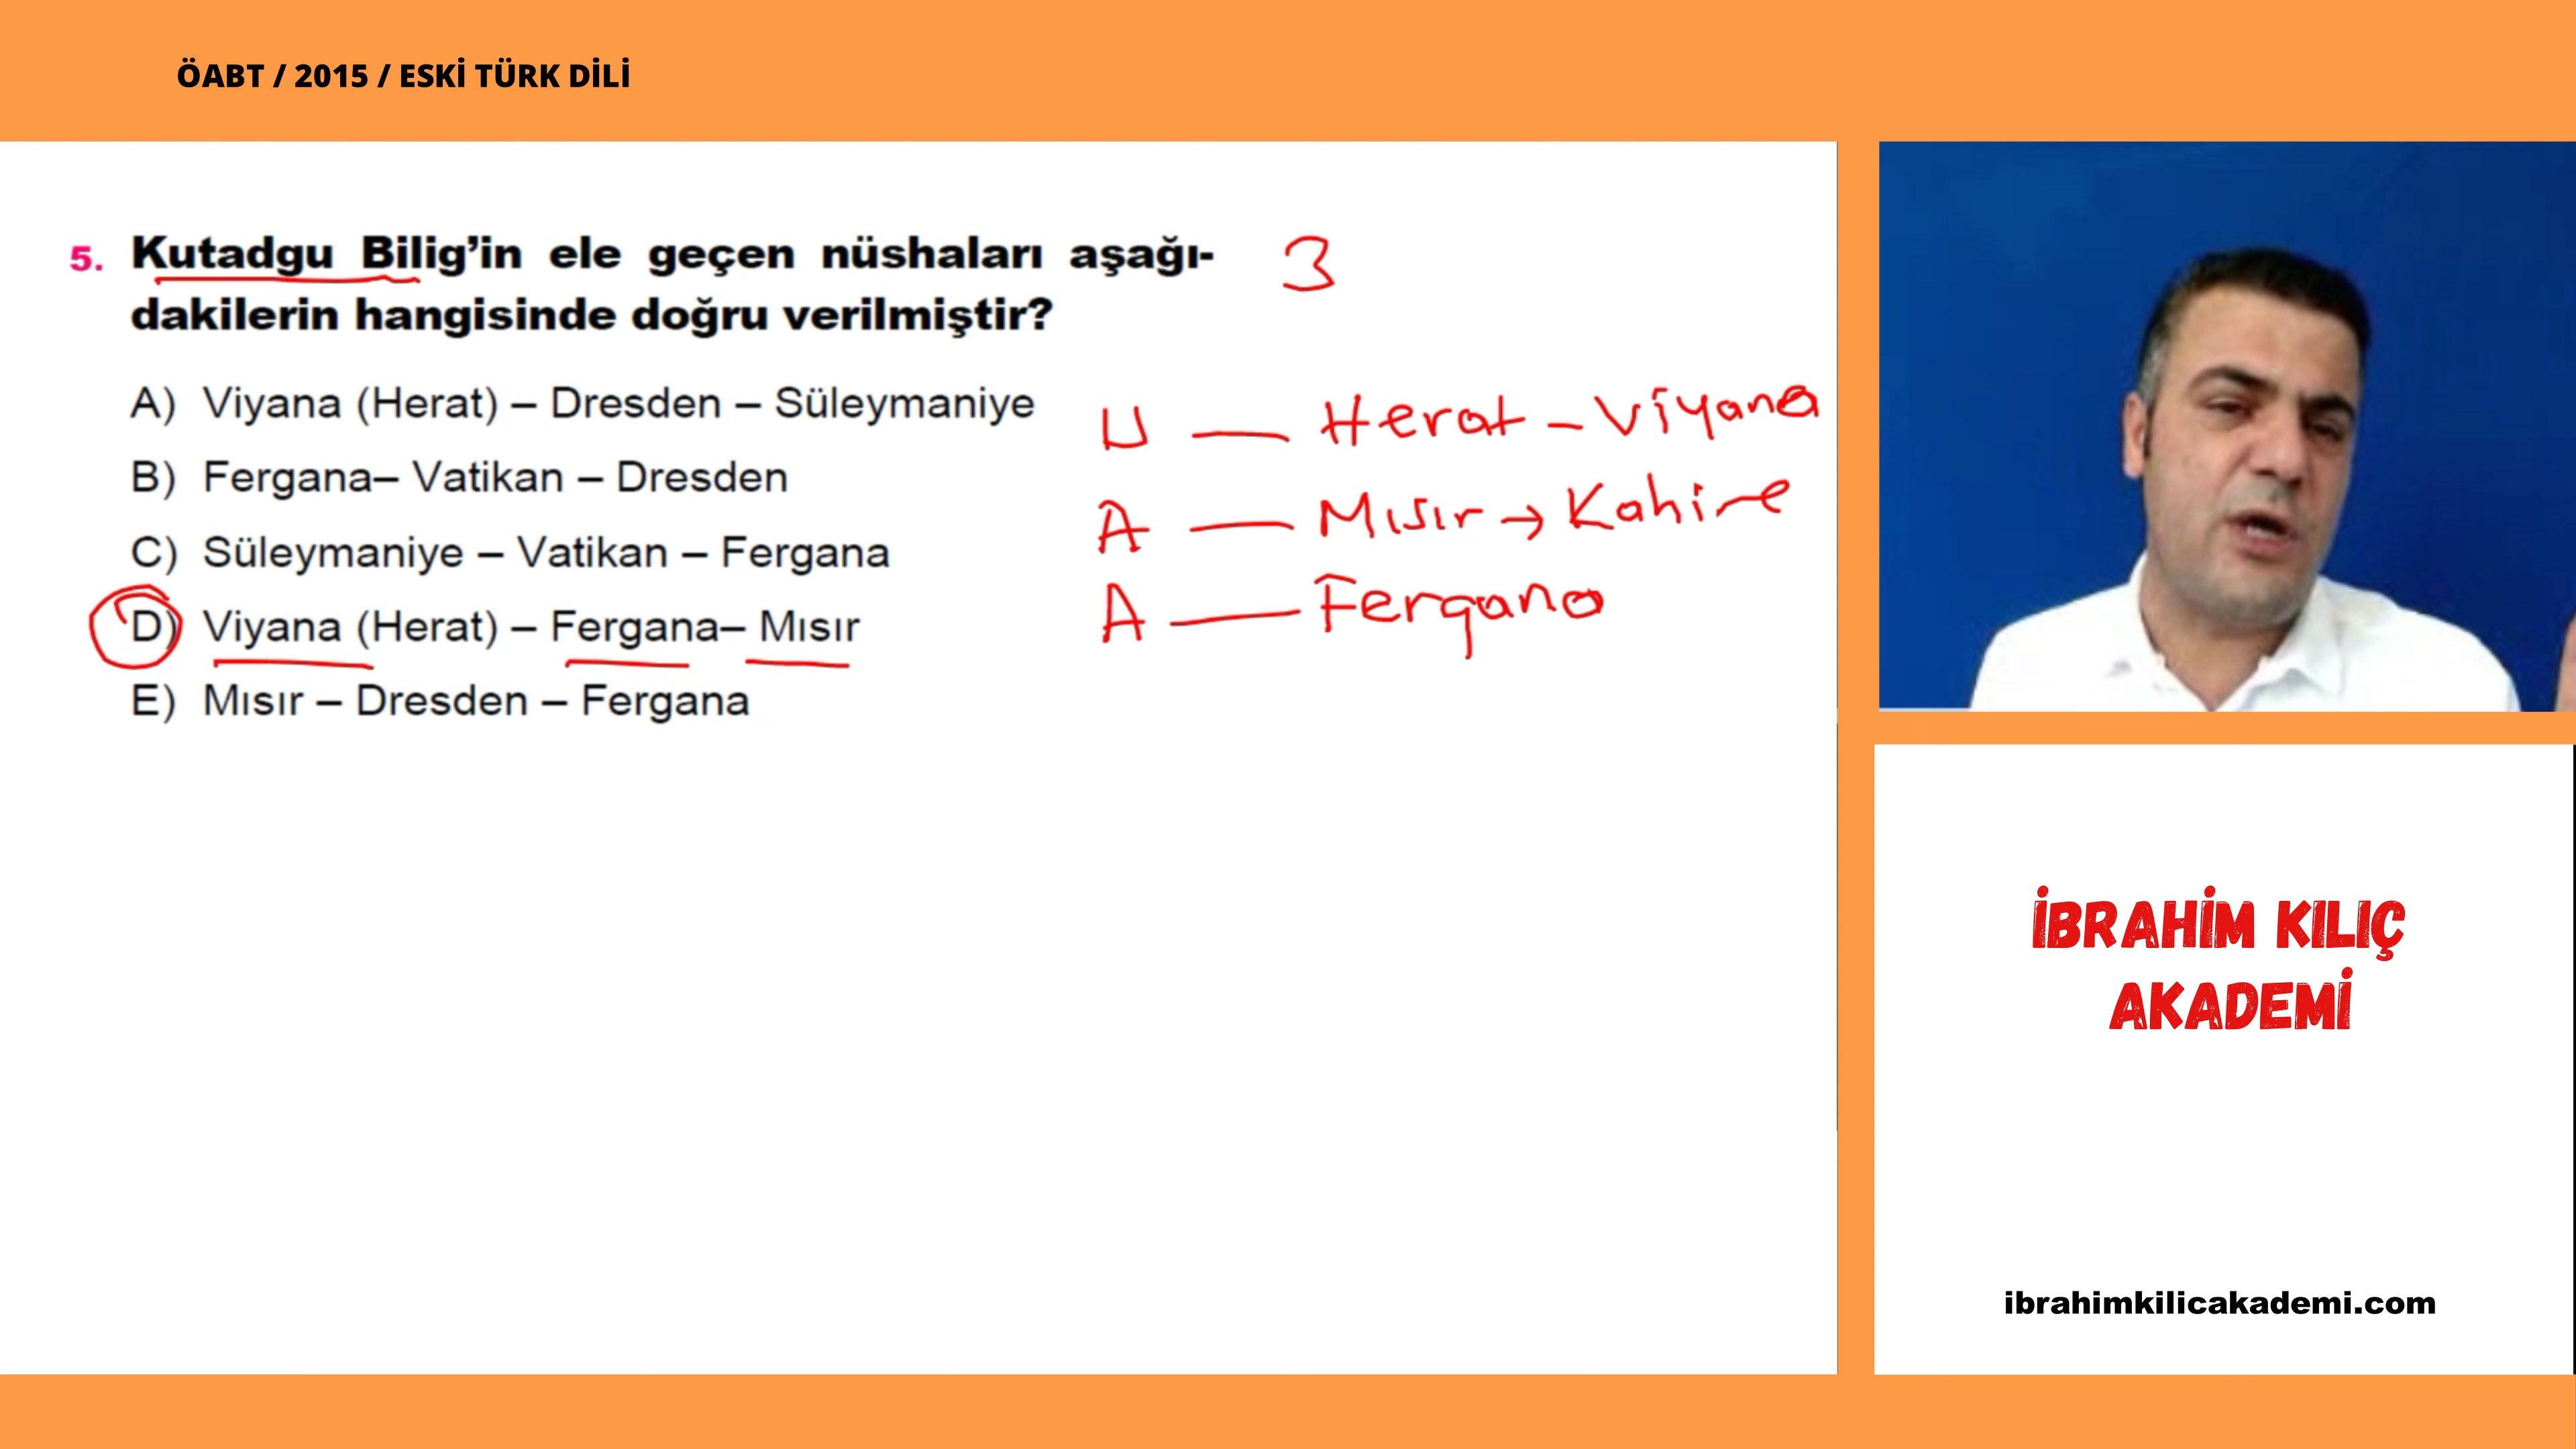 ÖABT / 2015 / ESKİ TÜRK DİLİ
5. Kutadgu Bilig’in ele geçen nüshaları aşağı-
dakilerin hangisinde doğru verilmiştir?
3
A) Viyana (Herat) – Dresden – Süleymaniye
B) Fergana– Vatikan – Dresden
C) Süleymaniye – Vatikan – Fergana
D) Viyana (Herat) – Fergana– Mısır
E) Mısır – Dresden – Fergana
U — Herat – Viyana
A — Mısır → Kahire
A — Fergana
İBRAHİM KILIÇ
AKADEMİ
ibrahimkilicakademi.com